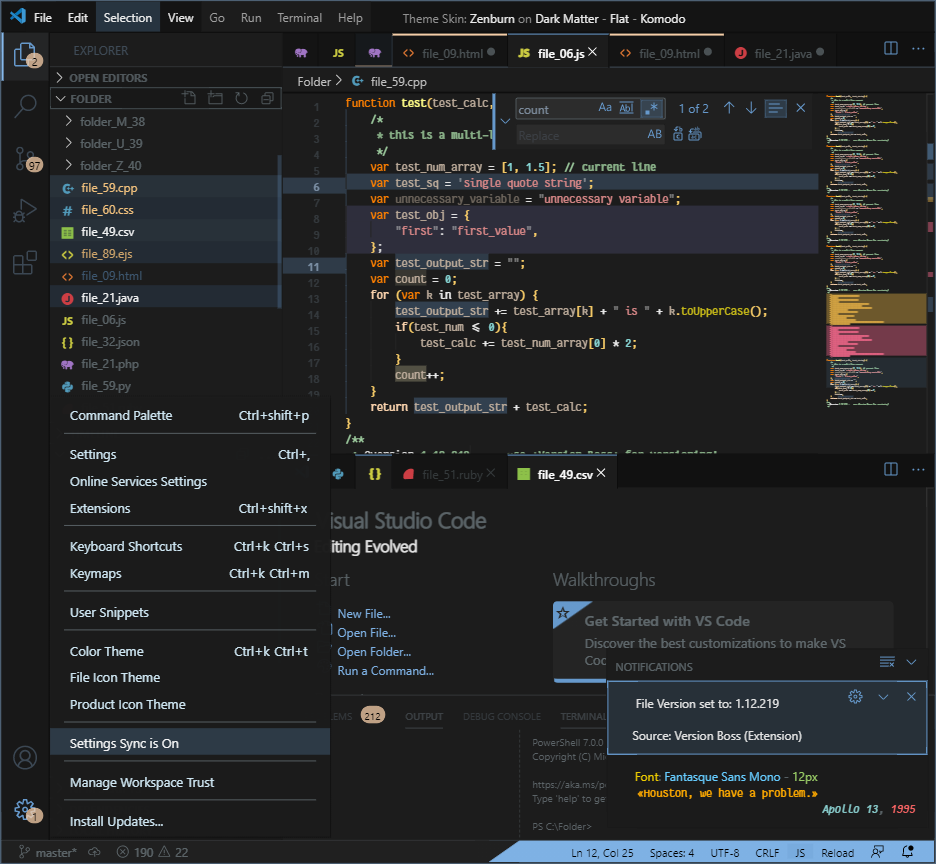 File Edit Selection View Go Run Terminal Help Theme Skin: Zenburn on Dark Matter - Flat - Komodo
2
97
1
EXPLORER
OPEN EDITORS
FOLDER
folder_M_38
folder_U_39
folder_Z_40
file_59.cpp
file_60.css
file_49.csv
file_89.ejs
file_09.html
file_21.java
file_06.js
file_32.json
file_21.php
file_59.py
JS file_09.html JS file_06.js file_09.html file_21.java
Folder file_59.cpp
count Aa Abl .* 1 of 2
Replace AB
1 function test(test_calc,
2 /*
3 * this is a multi-l
4 */
5 var test_num_array = [1, 1.5]; // current line
6 var test_sq = 'single quote string';
7 var unnecessary_variable = "unnecessary variable";
8 var test_obj = {
9 "first": "first_value",
10 };
11 var test_output_str = "";
12 var count = 0;
13 for (var k in test_array) {
14 test_output_str += test_array[k] + " is " + k.toUpperCase();
15 if(test_num <= 0){
16 test_calc += test_num_array[0] * 2;
17 }
18 count++;
19 }
return test_output_str + test_calc;
}
/**
Command Palette Ctrl+shift+p
Settings Ctrl+,
Online Services Settings
Extensions Ctrl+shift+x
Keyboard Shortcuts Ctrl+k Ctrl+s
Keymaps Ctrl+k Ctrl+m
User Snippets
Color Theme Ctrl+k Ctrl+t
File Icon Theme
Product Icon Theme
Settings Sync is On
Manage Workspace Trust
Install Updates...
{} file_51.ruby file_49.csv
isual Studio Code
iting Evolved
art
New File...
Open File...
Open Folder...
Run a Command...
Walkthroughs
Get Started with VS Code
Discover the best customizations to make VS
Coc
LEMS 212 OUTPUT DEBUG CONSOLE TERMINAL
PowerShell 7.0.0
Copyright (C) Mi
https://aka.ms/p
Type 'help' to ge
PS C:\Folder>
NOTIFICATIONS
File Version set to: 1.12.219
Source: Version Boss (Extension)
Font: Fantasque Sans Mono - 12px
«Houston, we have a problem.»
Apollo 13, 1995
master* 190 22 Ln 12, Col 25 Spaces: 4 UTF-8 CRLF JS Reload